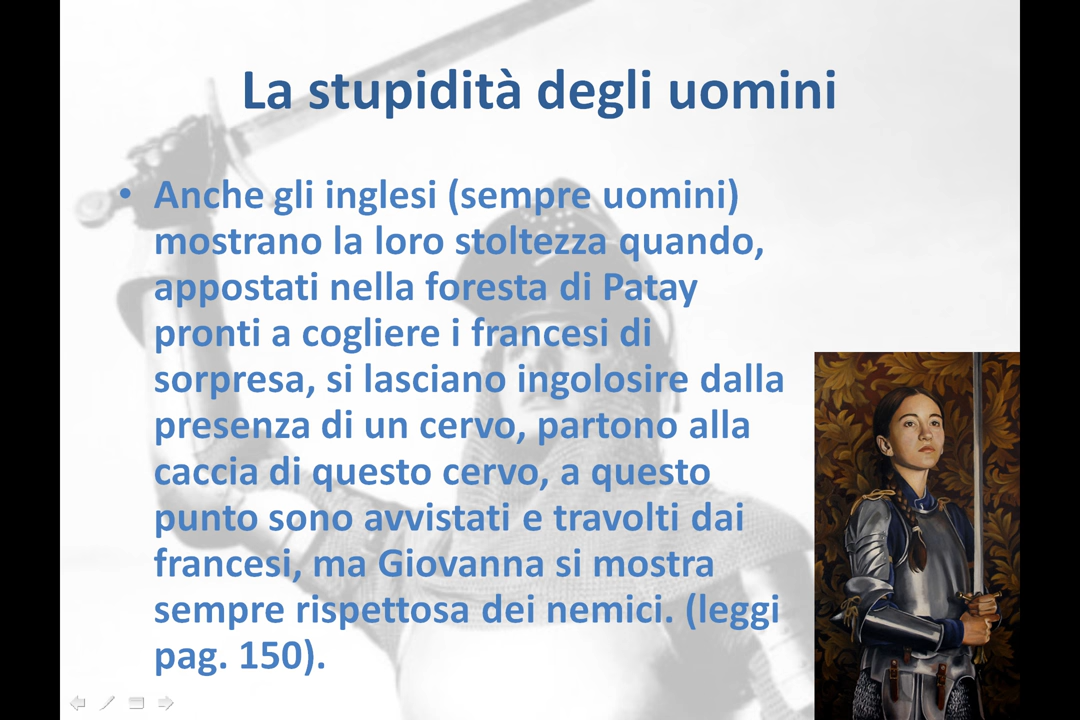 La stupidità degli uomini
• Anche gli inglesi (sempre uomini)
mostrano la loro stoltezza quando,
appostati nella foresta di Patay
pronti a cogliere i francesi di
sorpresa, si lasciano ingolosire dalla
presenza di un cervo, partono alla
caccia di questo cervo, a questo
punto sono avvistati e travolti dai
francesi, ma Giovanna si mostra
sempre rispettosa dei nemici. (leggi
pag. 150).